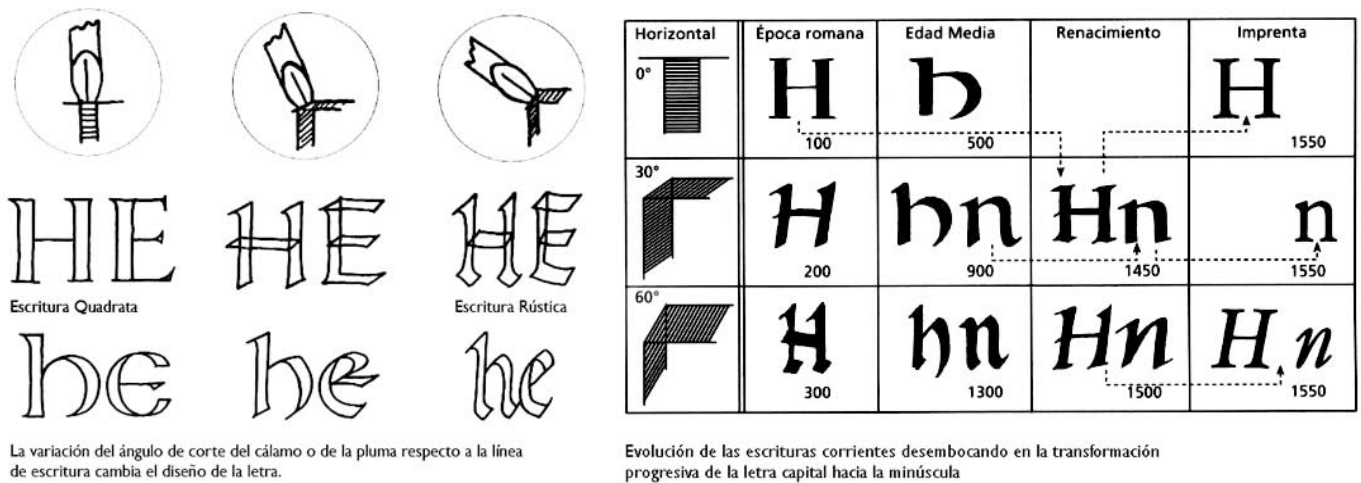 HE HE HE
Escritura Quadrata
Escritura Rústica
he he he
La variación del ángulo de corte del cálamo o de la pluma respecto a la línea
de escritura cambia el diseño de la letra.
Horizontal Época romana Edad Media Renacimiento Imprenta
0° H h H
100 500 1550
30° H hn Hn n
200 900 1450 1550
60° H hn Hn H n
300 1300 1500 1550
Evolución de las escrituras corrientes desembocando en la transformación
progresiva de la letra capital hacia la minúscula